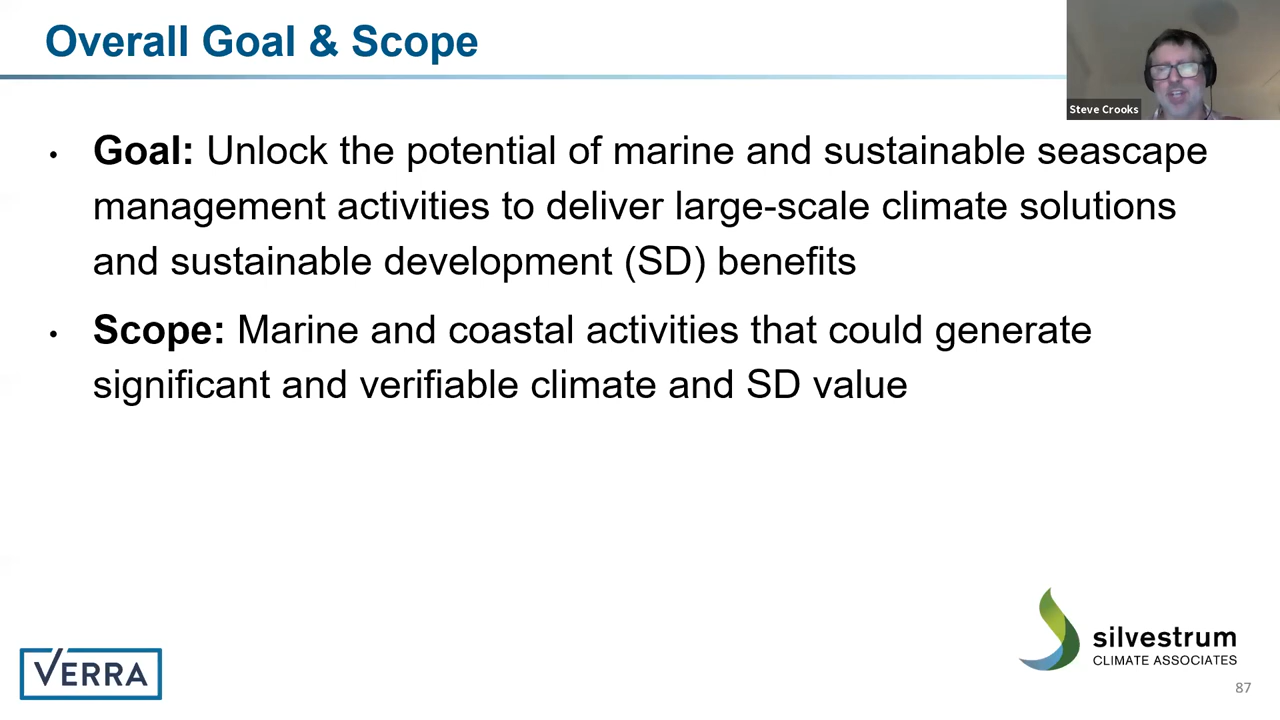 Overall Goal & Scope
Steve Crooks
• Goal: Unlock the potential of marine and sustainable seascape
management activities to deliver large-scale climate solutions
and sustainable development (SD) benefits
• Scope: Marine and coastal activities that could generate
significant and verifiable climate and SD value
VERRA
silvestrum
CLIMATE ASSOCIATES
87